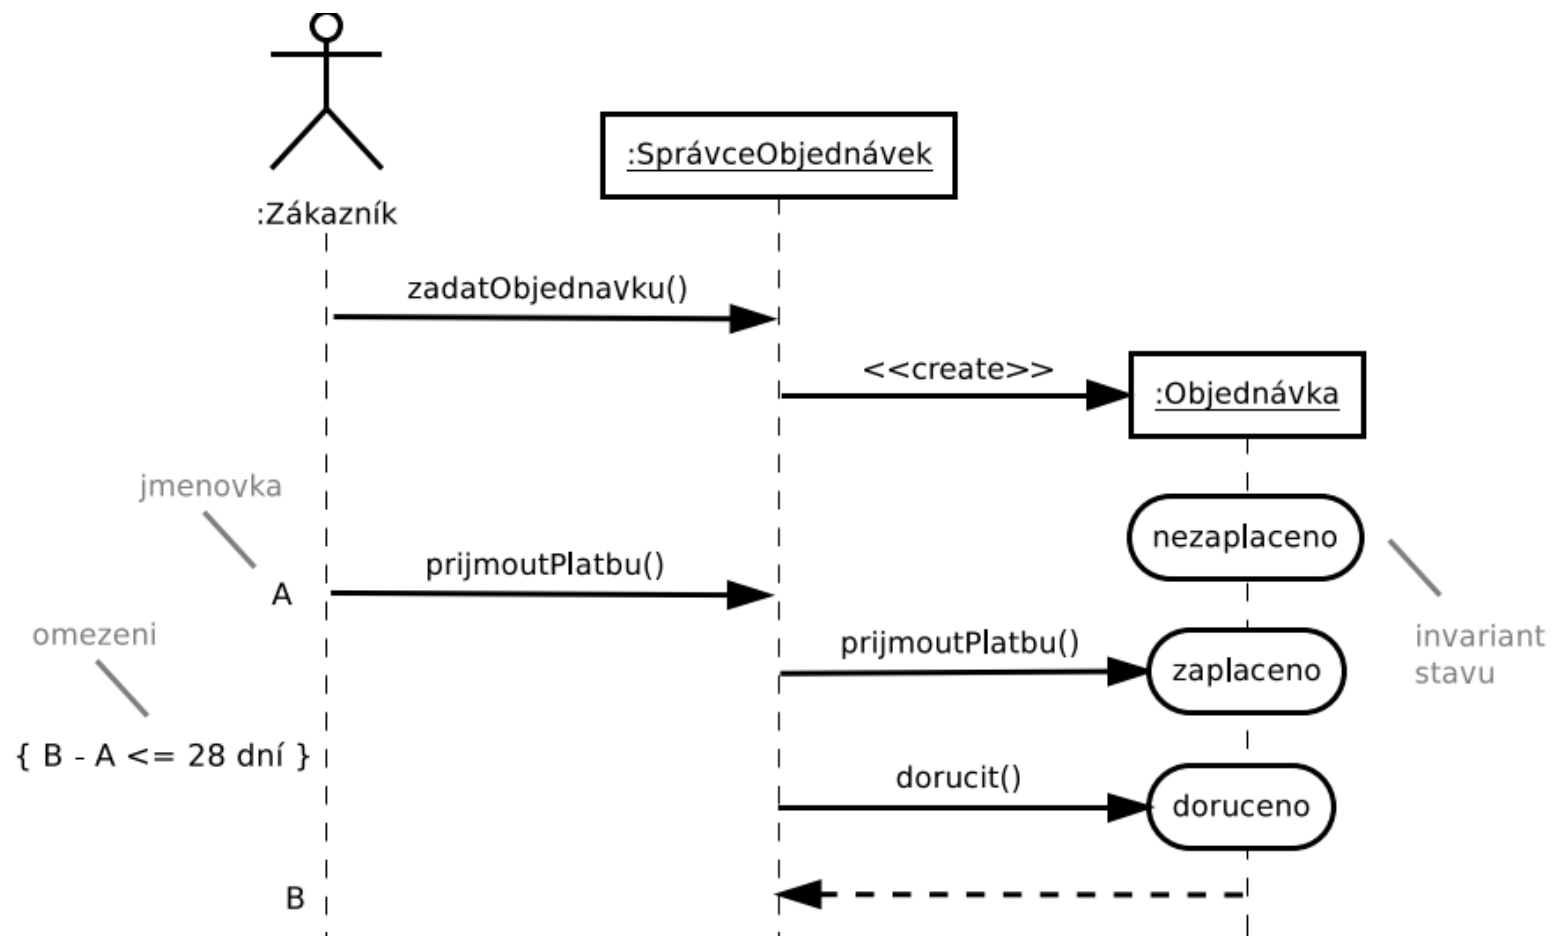 :SprávceObjednávek
:Zákazník
zadatObjednavku()
<<create>>
:Objednávka
jmenovka
nezaplaceno
prijmoutPlatbu()
A
omezeni
prijmoutPlatbu()
invariant
stavu
zaplaceno
{ B - A <= 28 dní }
dorucit()
doruceno
B